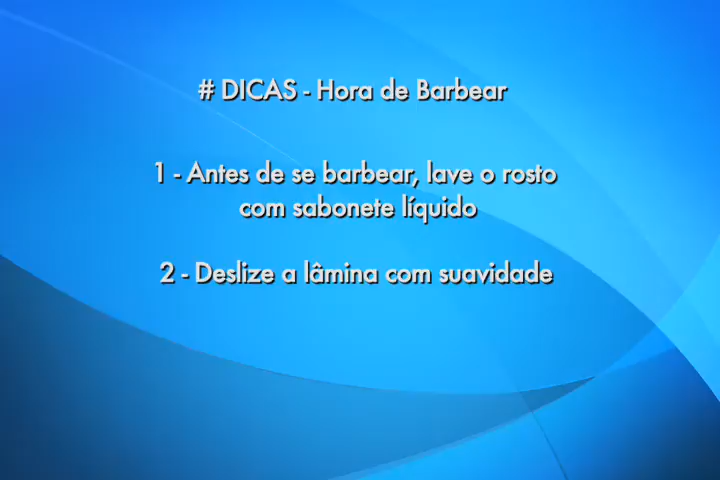 # DICAS - Hora de Barbear
1 - Antes de se barbear, lave o rosto
com sabonete líquido
2 - Deslize a lâmina com suavidade